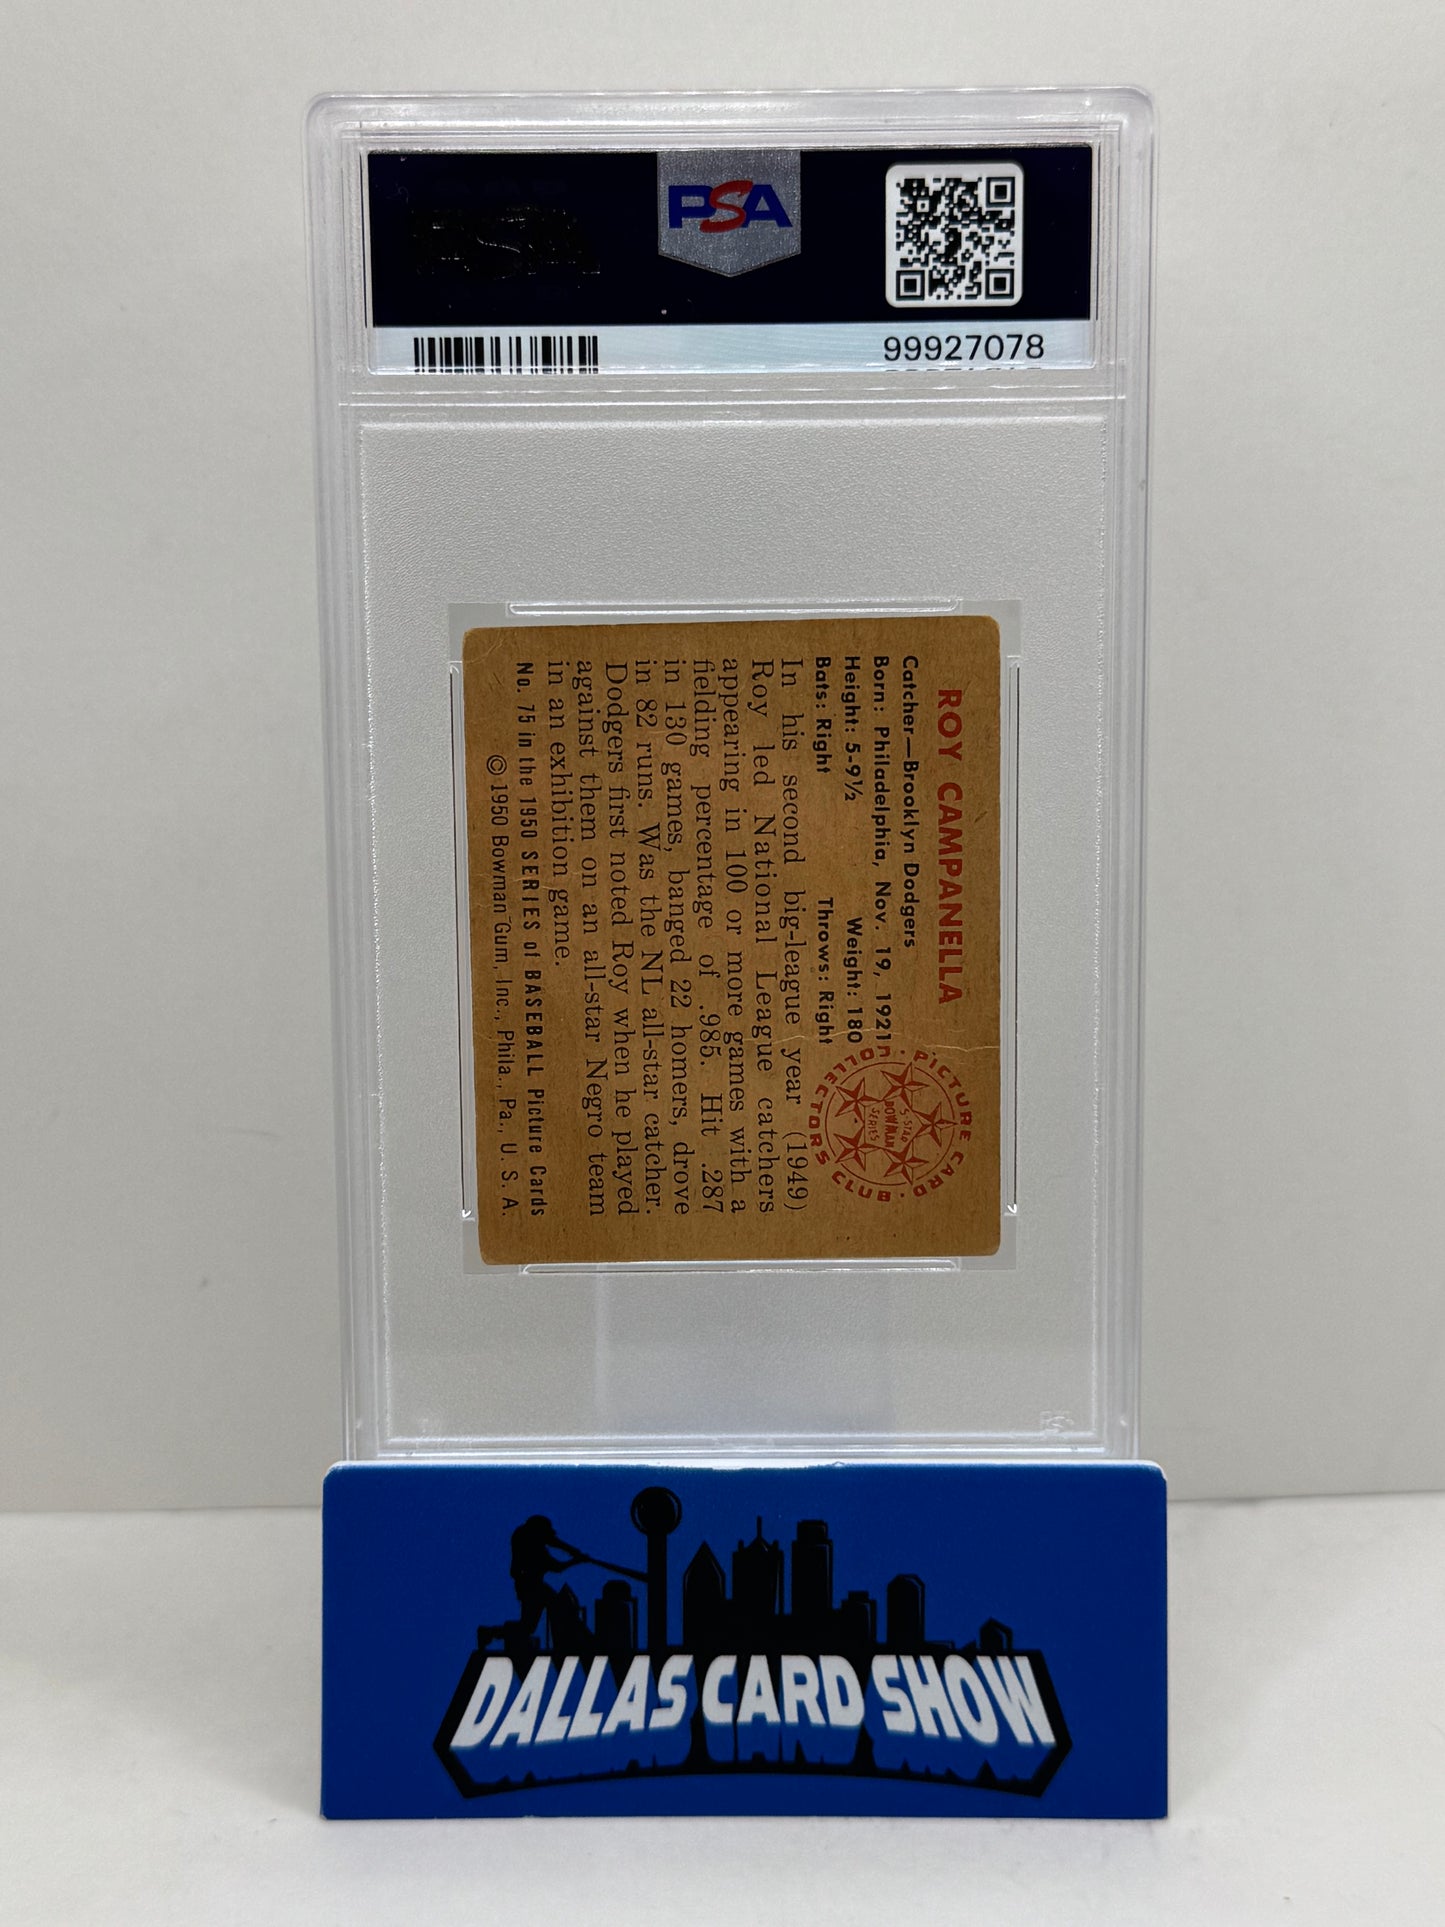 PSA
99927078
ROY CAMPANELLA
Catcher—Brooklyn Dodgers
Born: Philadelphia, Nov. 19, 1921
Height: 5-9½ Weight: 180
Bats: Right Throws: Right
In his second big-league year (1949)
Roy led National League catchers
appearing in 100 or more games with a
fielding percentage of .985. Hit .287
in 130 games, banged 22 homers, drove
in 82 runs. Was the NL all-star catcher.
Dodgers first noted Roy when he played
against them on an all-star Negro team
in an exhibition game.
No. 75 in the 1950 SERIES of BASEBALL Picture Cards
© 1950 Bowman Gum, Inc., Phila., Pa., U. S. A.
PICTURE CARD · CLUB · COLLECTORS
5-STAR
BOWMAN
SERIES
DALLAS CARD SHOW